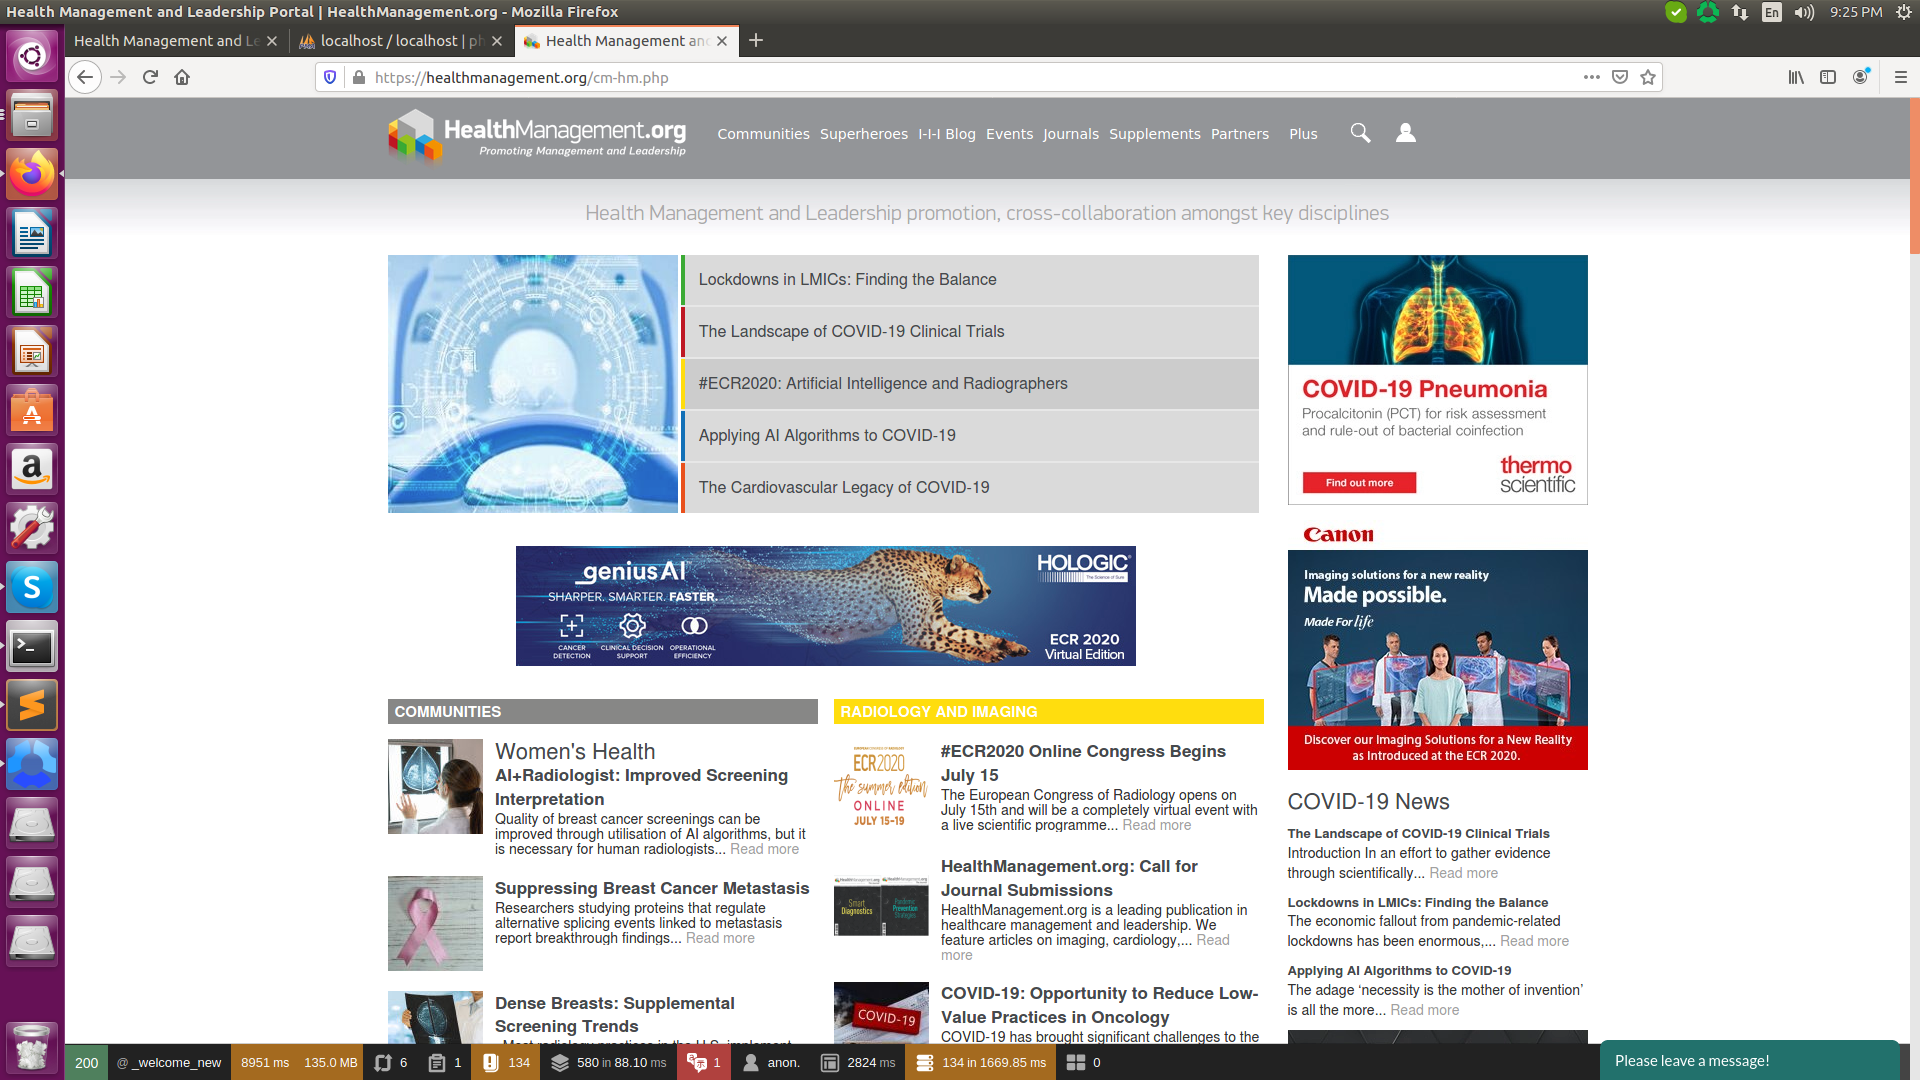 Health Management and Leadership Portal | HealthManagement.org - Mozilla Firefox
En
9:25 PM
Health Management and Le
localhost / localhost | ph
Health Management and
https://healthmanagement.org/cm-hm.php
HealthManagement.org
Promoting Management and Leadership
Communities Superheroes I-I-I Blog Events Journals Supplements Partners Plus
Health Management and Leadership promotion, cross-collaboration amongst key disciplines
Lockdowns in LMICs: Finding the Balance
The Landscape of COVID-19 Clinical Trials
#ECR2020: Artificial Intelligence and Radiographers
Applying AI Algorithms to COVID-19
The Cardiovascular Legacy of COVID-19
COVID-19 Pneumonia
Procalcitonin (PCT) for risk assessment
and rule-out of bacterial coinfection
Find out more
thermo
scientific
genius AI
SHARPER. SMARTER. FASTER.
CANCER
DETECTION
CLINICAL DECISION
SUPPORT
OPERATIONAL
EFFICIENCY
HOLOGIC
The Science of Sure
ECR 2020
Virtual Edition
Canon
Imaging solutions for a new reality
Made possible.
Made For life
Discover our Imaging Solutions for a New Reality
as Introduced at the ECR 2020.
COMMUNITIES
Women's Health
AI+Radiologist: Improved Screening
Interpretation
Quality of breast cancer screenings can be
improved through utilisation of AI algorithms, but it
is necessary for human radiologists... Read more
Suppressing Breast Cancer Metastasis
Researchers studying proteins that regulate
alternative splicing events linked to metastasis
report breakthrough findings... Read more
Dense Breasts: Supplemental
Screening Trends
Most radiology practices in the U.S. implement
RADIOLOGY AND IMAGING
ECR2020
the summer edition
ONLINE
JULY 15-19
#ECR2020 Online Congress Begins
July 15
The European Congress of Radiology opens on
July 15th and will be a completely virtual event with
a live scientific programme... Read more
Smart
Diagnostics
Pandemic
Prevention
Strategies
HealthManagement.org: Call for
Journal Submissions
HealthManagement.org is a leading publication in
healthcare management and leadership. We
feature articles on imaging, cardiology,... Read
more
COVID-19
COVID-19: Opportunity to Reduce Low-
Value Practices in Oncology
COVID-19 has brought significant challenges to the
COVID-19 News
The Landscape of COVID-19 Clinical Trials
Introduction In an effort to gather evidence
through scientifically... Read more
Lockdowns in LMICs: Finding the Balance
The economic fallout from pandemic-related
lockdowns has been enormous,... Read more
Applying AI Algorithms to COVID-19
The adage ‘necessity is the mother of invention’
is all the more... Read more
200 @ _welcome_new 8951 ms 135.0 MB 6 1 134 580 in 88.10 ms 1 anon. 2824 ms 134 in 1669.85 ms 0
Please leave a message!